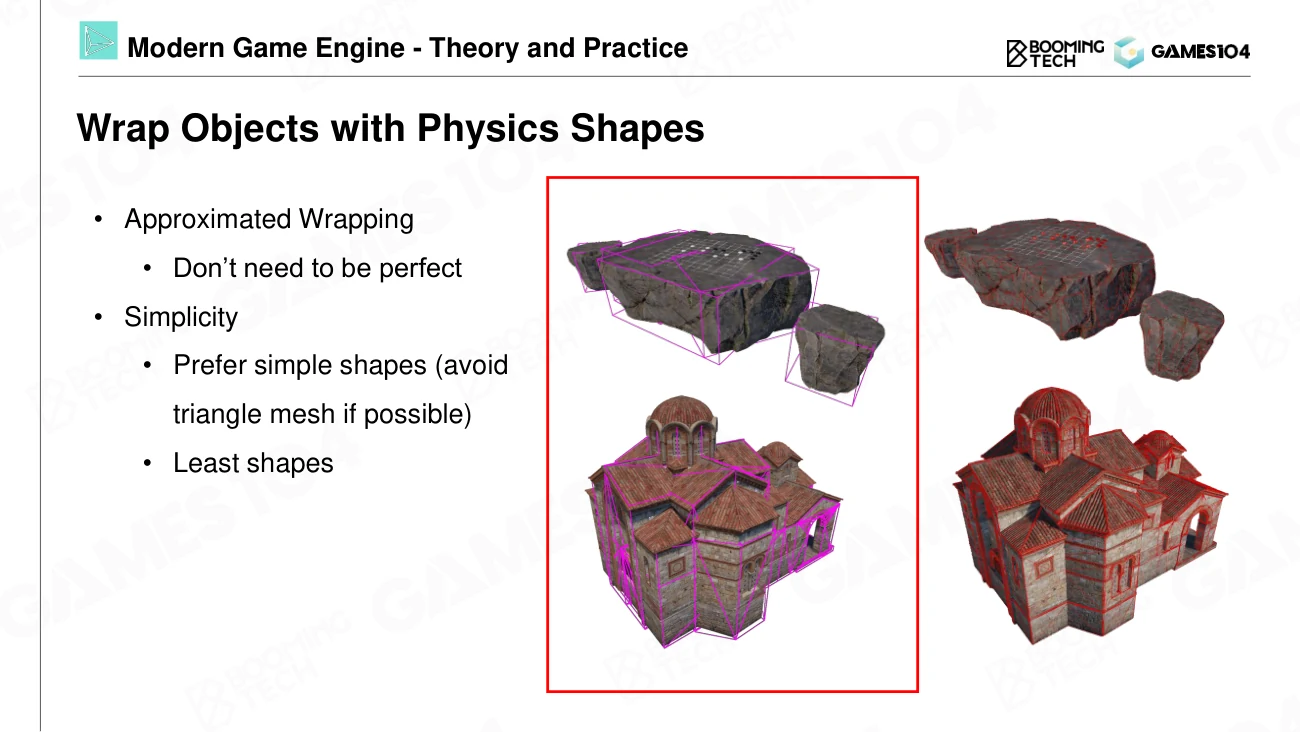 Modern Game Engine - Theory and Practice
BOOMING
TECH
GAMES104
Wrap Objects with Physics Shapes
• Approximated Wrapping
• Don’t need to be perfect
• Simplicity
• Prefer simple shapes (avoid
triangle mesh if possible)
• Least shapes